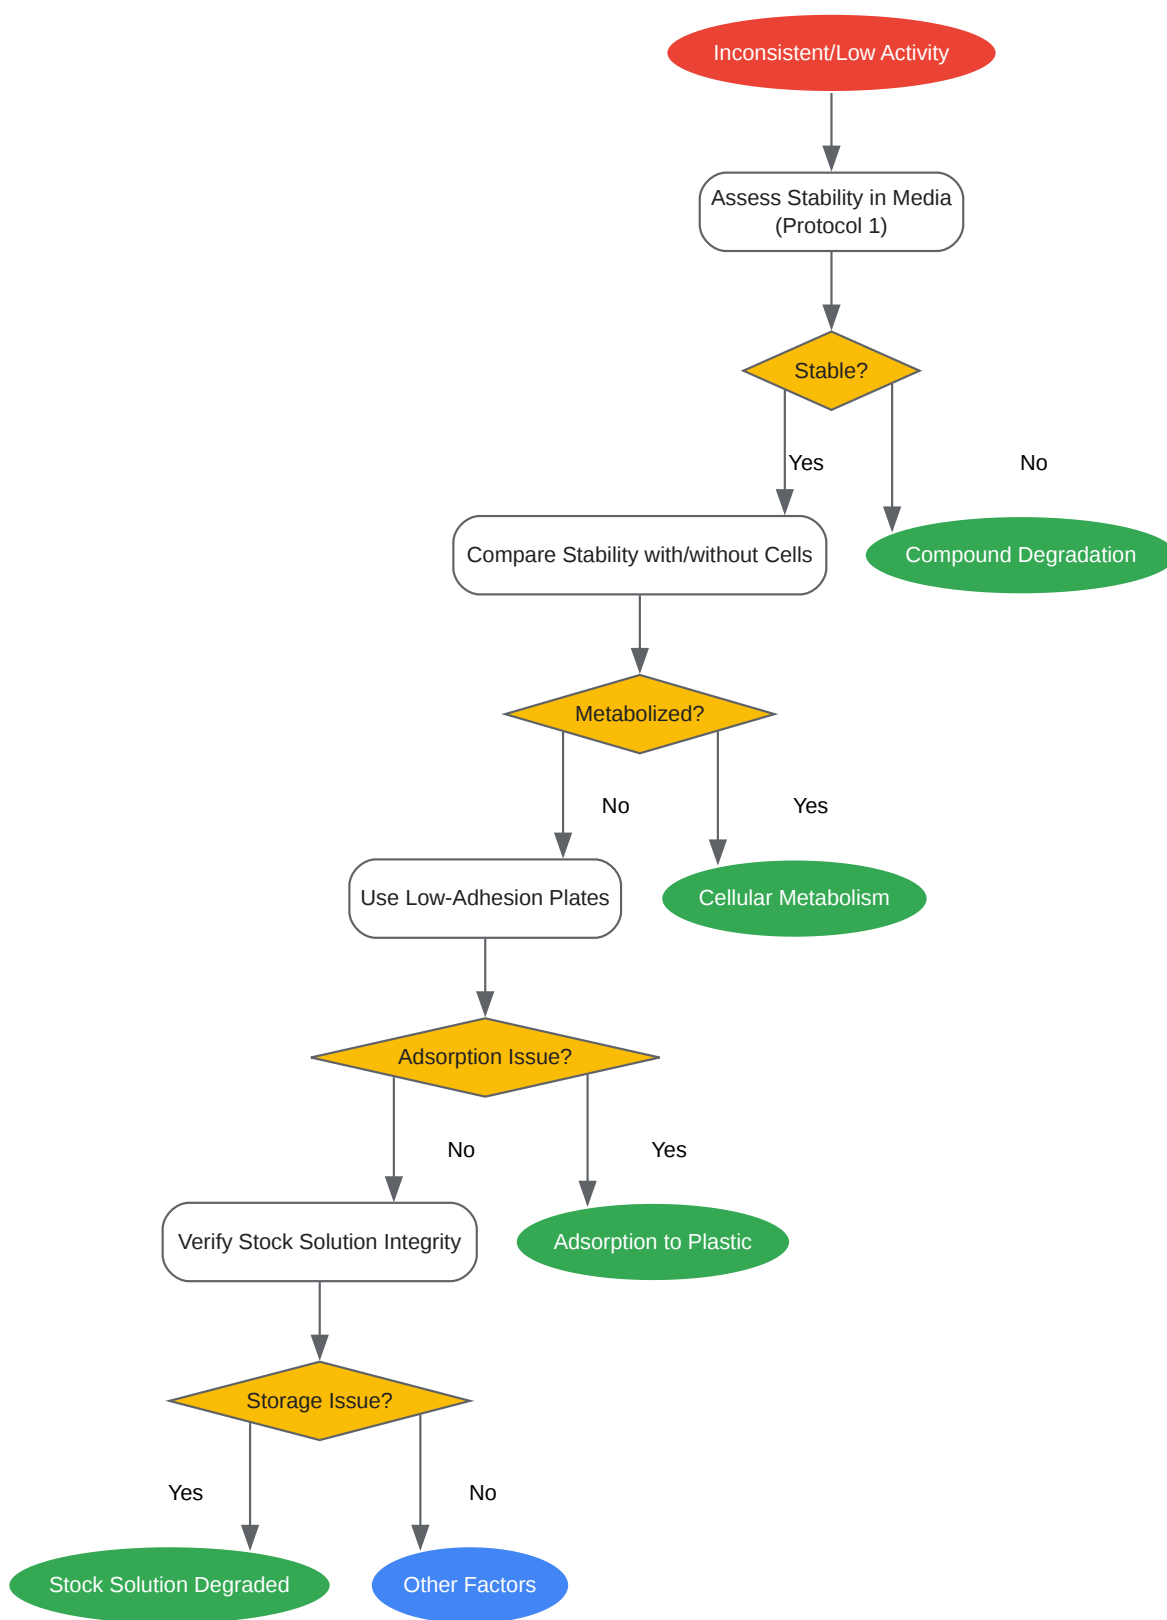 Inconsistent/Low Activity
Assess Stability in Media
(Protocol 1)
Stable?
Yes
No
Compare Stability with/without Cells
Compound Degradation
Metabolized?
No
Yes
Use Low-Adhesion Plates
Cellular Metabolism
Adsorption Issue?
No
Yes
Verify Stock Solution Integrity
Adsorption to Plastic
Storage Issue?
Yes
No
Stock Solution Degraded
Other Factors